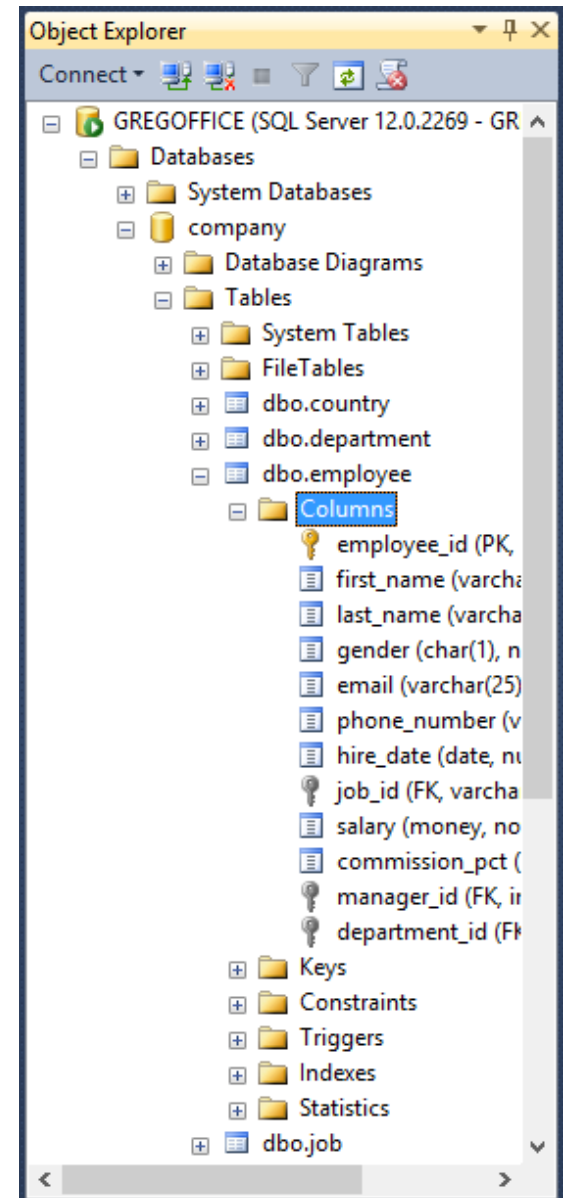 Object Explorer
Connect
GREGOFFICE (SQL Server 12.0.2269 - GR
Databases
System Databases
company
Database Diagrams
Tables
System Tables
FileTables
dbo.country
dbo.department
dbo.employee
Columns
employee_id (PK,
first_name (varcha
last_name (varcha
gender (char(1), n
email (varchar(25)
phone_number (v
hire_date (date, nu
job_id (FK, varcha
salary (money, no
commission_pct (
manager_id (FK, in
department_id (FK
Keys
Constraints
Triggers
Indexes
Statistics
dbo.job